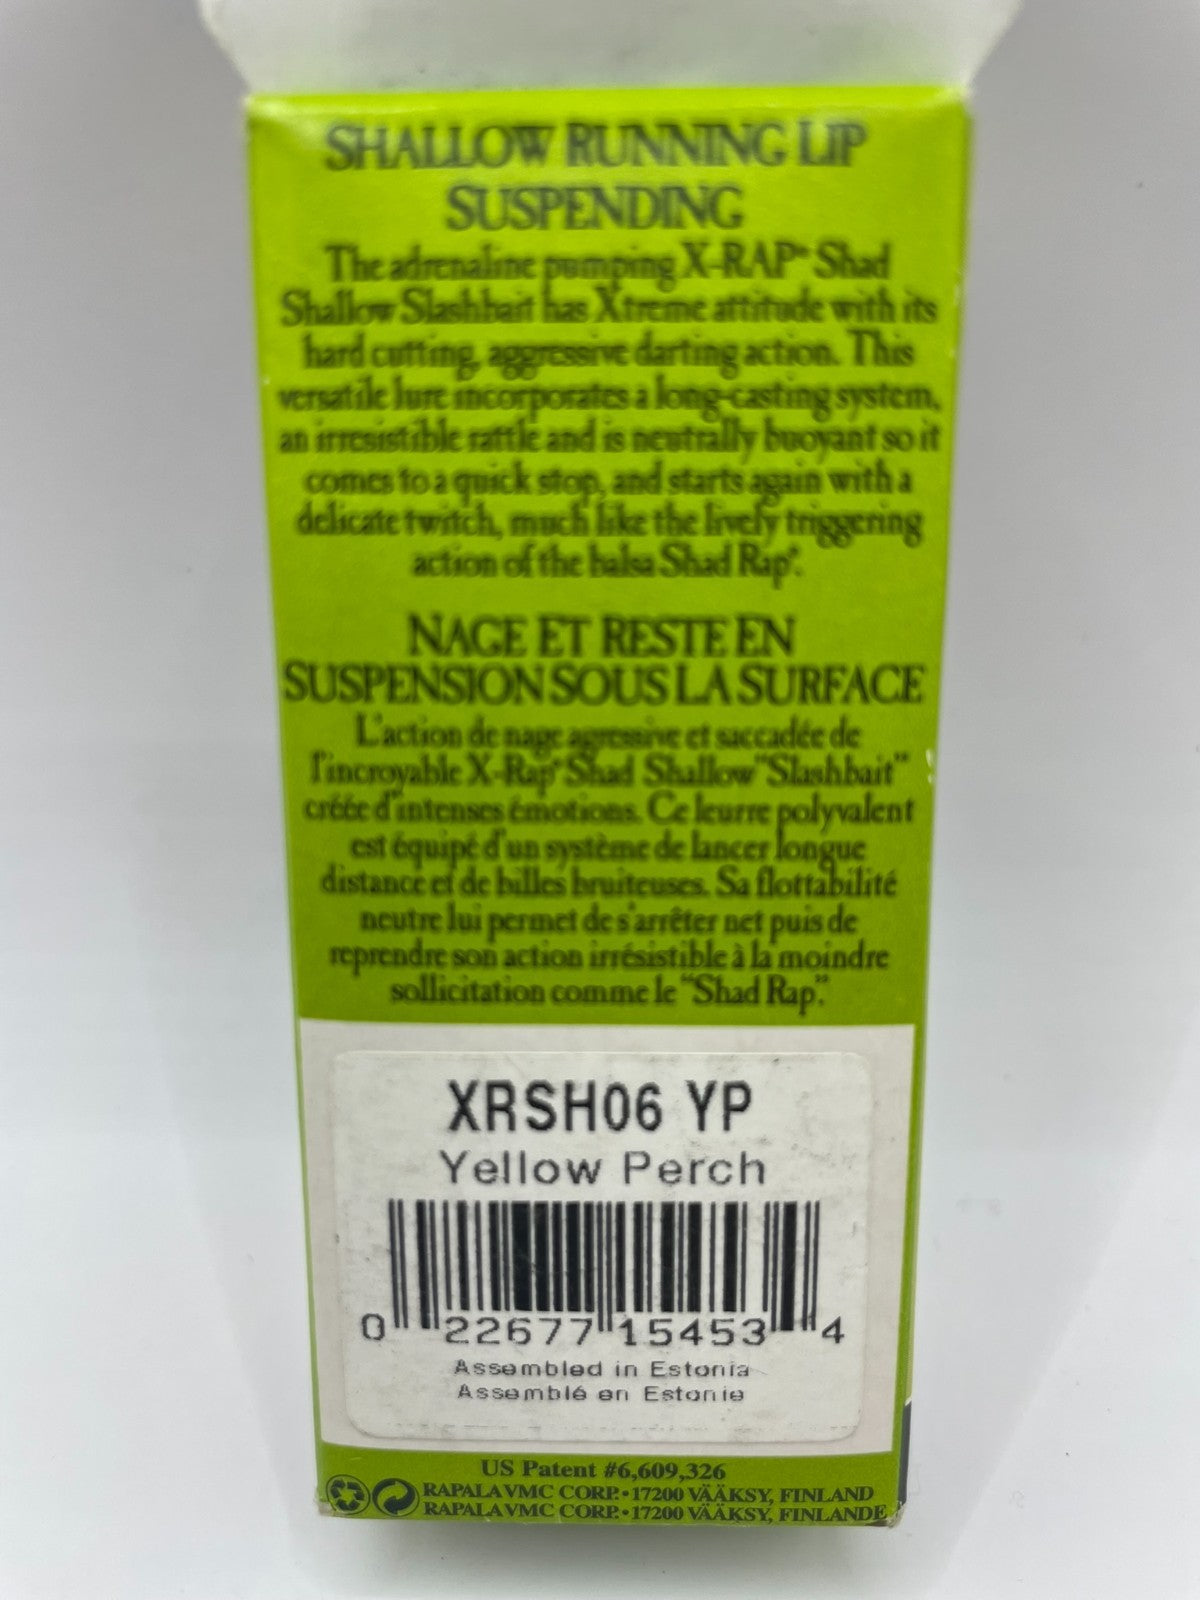 SHALLOW RUNNING LIP
SUSPENDING
The adrenaline pumping X-RAP® Shad
Shallow Slashbait has Xtreme attitude with its
hard cutting, aggressive darting action. This
versatile lure incorporates a long-casting system,
an irresistible rattle and is neutrally buoyant so it
comes to a quick stop, and starts again with a
delicate twitch, much like the lively triggering
action of the balsa Shad Rap®.
NAGE ET RESTE EN
SUSPENSION SOUS LA SURFACE
L'action de nage agressive et saccadée de
l'incroyable X-Rap® Shad Shallow "Slashbait"
créée d'intenses émotions. Ce leurre polyvalent
est équipé d'un système de lancer longue
distance et de billes bruiteuses. Sa flottabilité
neutre lui permet de s'arrêter net puis de
reprendre son action irrésistible à la moindre
sollicitation comme le "Shad Rap."
XRSH06 YP
Yellow Perch
0 22677 15453 4
Assembled in Estonia
Assemblé en Estonie
US Patent #6,609,326
RAPALA VMC CORP. • 17200 VÄÄKSY, FINLAND
RAPALA VMC CORP. • 17200 VÄÄKSY, FINLANDE